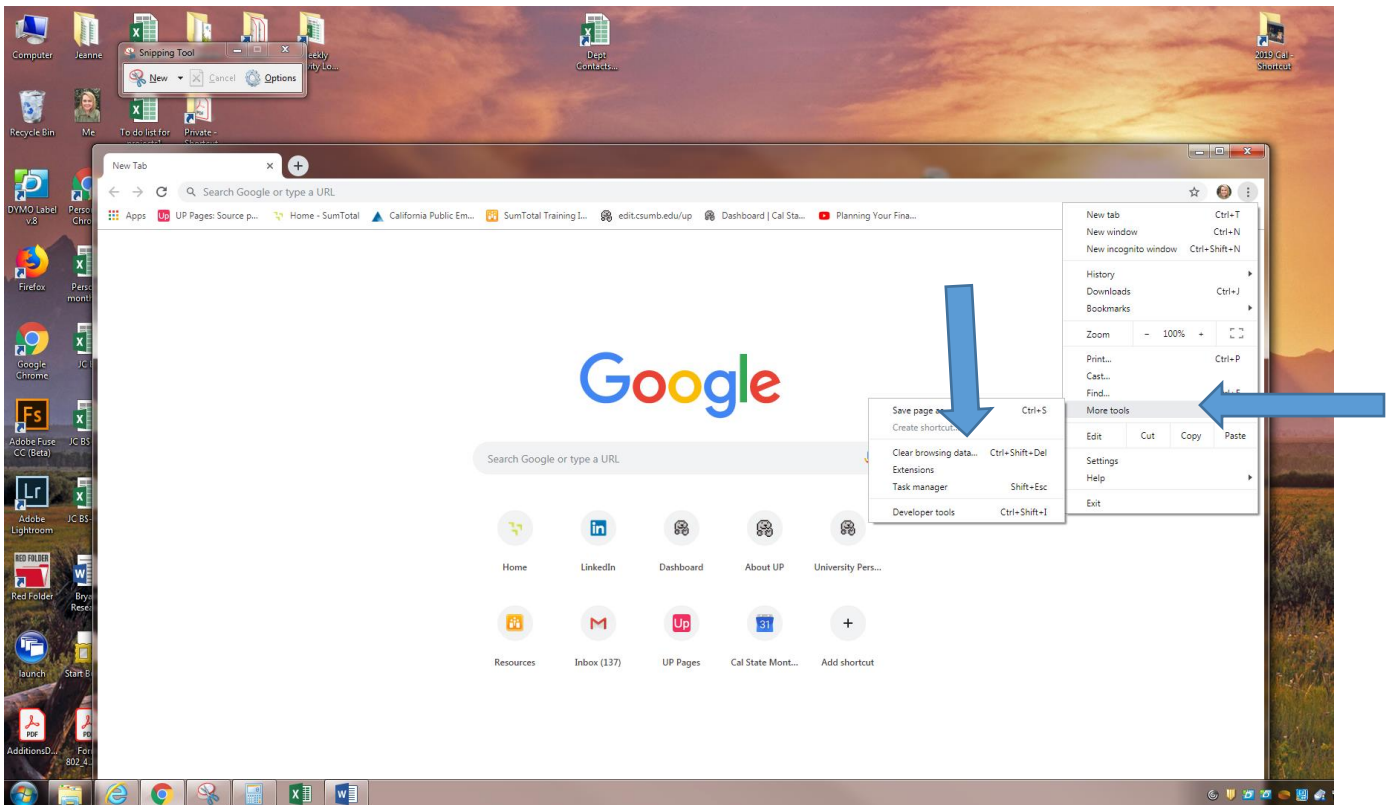 Computer
Jeanne
Snipping Tool
New
Cancel
Options
Dept
Contacts...
2019 Cal -
Shortcut
Recycle Bin
Me
To do list for
Private -
New Tab
Search Google or type a URL
Apps
UP Pages: Source p...
Home - SumTotal
California Public Em...
SumTotal Training I...
edit.csumb.edu/up
Dashboard | Cal Sta...
Planning Your Fina...
New tab Ctrl+T
New window Ctrl+N
New incognito window Ctrl+Shift+N
History
Downloads Ctrl+J
Bookmarks
Zoom - 100% +
Print... Ctrl+P
Cast...
Find...
More tools
Edit Cut Copy Paste
Settings
Help
Exit
Save page
Ctrl+S
Create shortcut...
Clear browsing data... Ctrl+Shift+Del
Extensions
Task manager Shift+Esc
Developer tools Ctrl+Shift+I
Google
Search Google or type a URL
Home
LinkedIn
Dashboard
About UP
University Pers...
Resources
Inbox (137)
UP Pages
Cal State Mont...
Add shortcut
DYMO Label
v.8
Firefox
Google
Chrome
Fs
Adobe Fuse
CC (Beta)
Lr
Adobe
Lightroom
RED FOLDER
Red Folder
launch
Start
PDF
AdditionsD...
802_4
in
Up
31